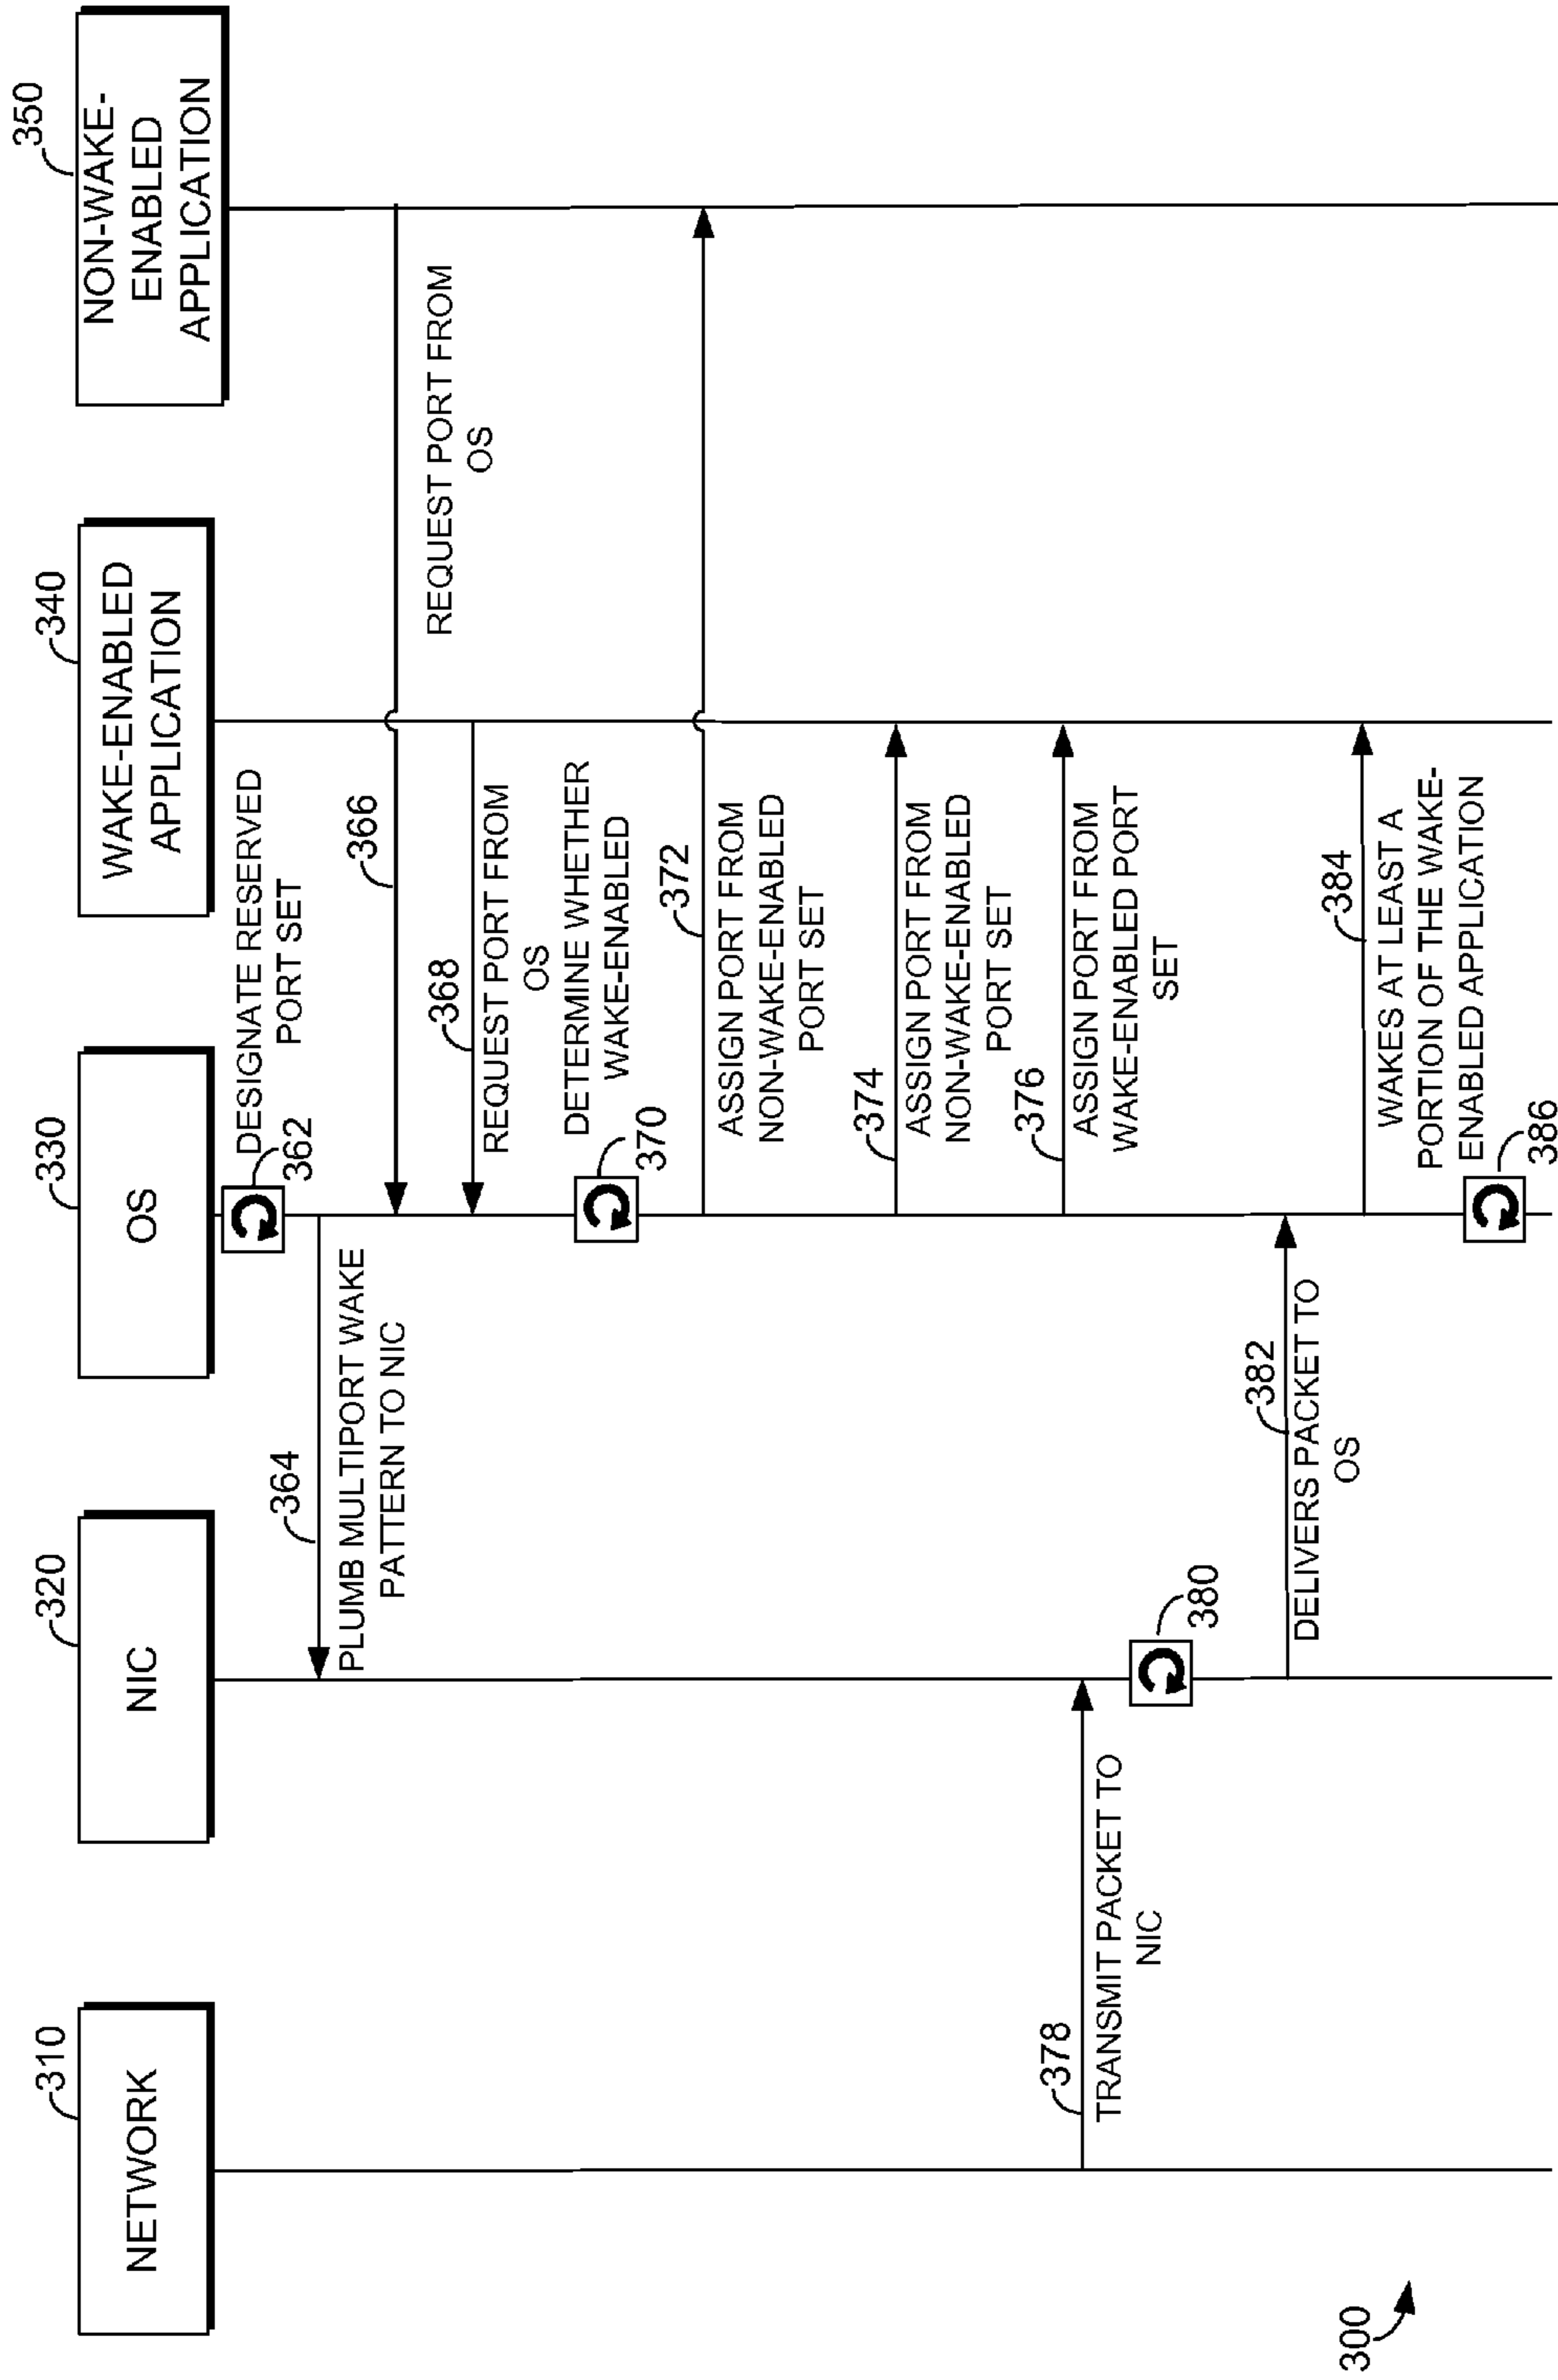 310
NETWORK
320
NIC
330
OS
340
WAKE-ENABLED
APPLICATION
350
NON-WAKE-
ENABLED
APPLICATION
DESIGNATE RESERVED
PORT SET
362
364
PLUMB MULTIPORT WAKE
PATTERN TO NIC
366
REQUEST PORT FROM
OS
368
REQUEST PORT FROM
OS
DETERMINE WHETHER
WAKE-ENABLED
370
372
ASSIGN PORT FROM
NON-WAKE-ENABLED
PORT SET
374
ASSIGN PORT FROM
NON-WAKE-ENABLED
PORT SET
376
ASSIGN PORT FROM
WAKE-ENABLED PORT
SET
378
TRANSMIT PACKET TO
NIC
380
382
DELIVERS PACKET TO
OS
384
WAKES AT LEAST A
PORTION OF THE WAKE-
ENABLED APPLICATION
386
300